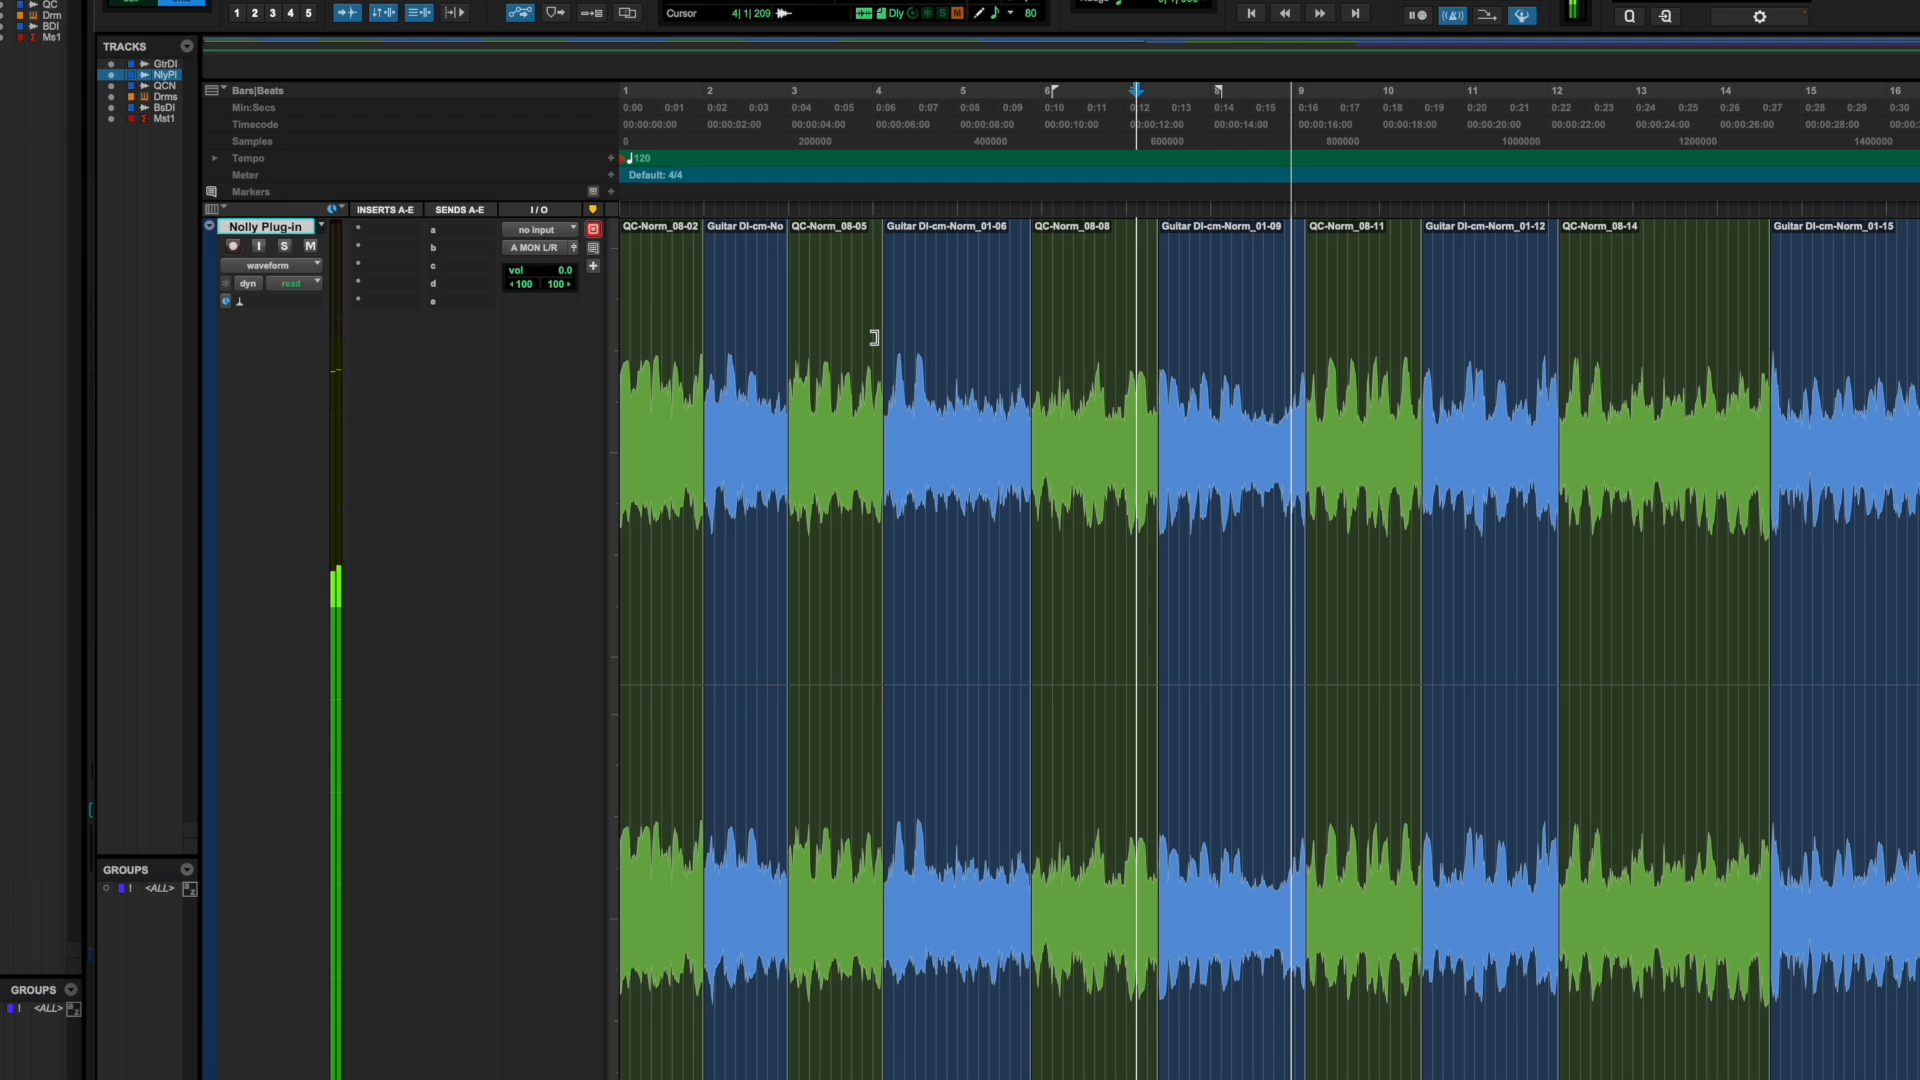 QC
Drm
BDI
Ms1
1 2 3 4 5
Cursor 4| 1| 209
Dly S M 80
TRACKS
GtrDI
NlyPl
QCN
Drms
BsDI
Mst1
Bars|Beats 1 2 3 4 5 6 8 9 10 11 12 13 14 15 16
Min:Secs 0:00 0:01 0:02 0:03 0:04 0:05 0:06 0:07 0:08 0:09 0:10 0:11 0:12 0:13 0:14 0:15 0:16 0:17 0:18 0:19 0:20 0:21 0:22 0:23 0:24 0:25 0:26 0:27 0:28 0:29 0:30
Timecode 00:00:00:00 00:00:02:00 00:00:04:00 00:00:06:00 00:00:08:00 00:00:10:00 00:00:12:00 00:00:14:00 00:00:16:00 00:00:18:00 00:00:20:00 00:00:22:00 00:00:24:00 00:00:26:00 00:00:28:00 00:00:
Samples 0 200000 400000 600000 800000 1000000 1200000 1400000
Tempo 120
Meter Default: 4/4
Markers
INSERTS A-E SENDS A-E I / O
Nolly Plug-in
I S M
waveform
dyn read
a
b
c
d
e
no input
A MON L/R
vol 0.0
100 100
QC-Norm_08-02 Guitar DI-cm-No QC-Norm_08-05 Guitar DI-cm-Norm_01-06 QC-Norm_08-08 Guitar DI-cm-Norm_01-09 QC-Norm_08-11 Guitar DI-cm-Norm_01-12 QC-Norm_08-14 Guitar DI-cm-Norm_01-15
GROUPS
! <ALL> a z
GROUPS
! <ALL> a z